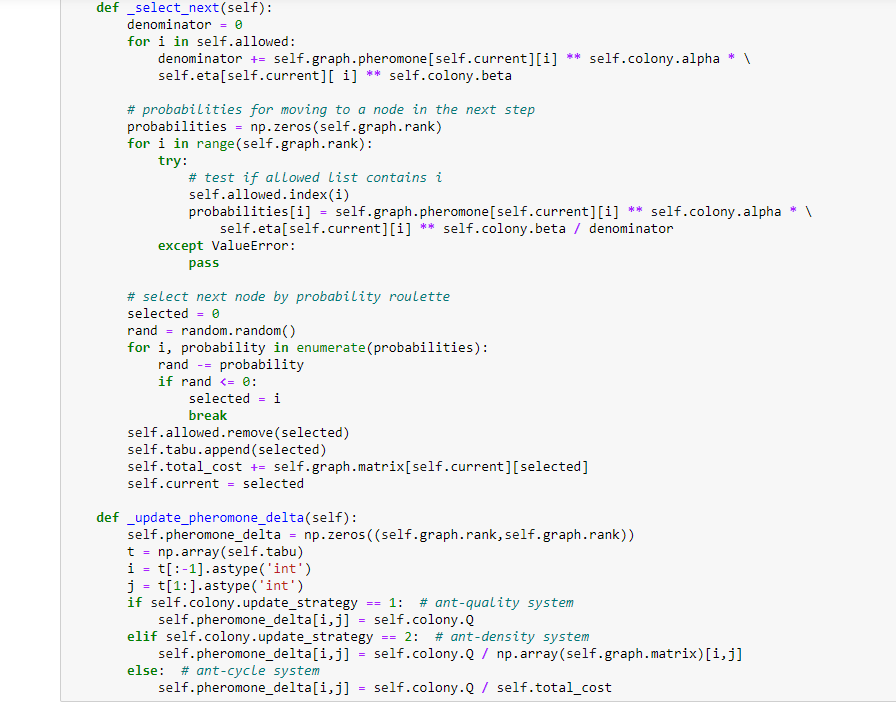 def _select_next(self):
denominator = 0
for i in self.allowed:
denominator += self.graph.pheromone[self.current][i] ** self.colony.alpha * \
self.eta[self.current][ i] ** self.colony.beta
# probabilities for moving to a node in the next step
probabilities = np.zeros(self.graph.rank)
for i in range(self.graph.rank):
try:
# test if allowed list contains i
self.allowed.index(i)
probabilities[i] = self.graph.pheromone[self.current][i] ** self.colony.alpha * \
self.eta[self.current][i] ** self.colony.beta / denominator
except ValueError:
pass
# select next node by probability roulette
selected = 0
rand = random.random()
for i, probability in enumerate(probabilities):
rand -= probability
if rand <= 0:
selected = i
break
self.allowed.remove(selected)
self.tabu.append(selected)
self.total_cost += self.graph.matrix[self.current][selected]
self.current = selected
def _update_pheromone_delta(self):
self.pheromone_delta = np.zeros((self.graph.rank,self.graph.rank))
t = np.array(self.tabu)
i = t[:-1].astype('int')
j = t[1:].astype('int')
if self.colony.update_strategy == 1:  # ant-quality system
self.pheromone_delta[i,j] = self.colony.Q
elif self.colony.update_strategy == 2:  # ant-density system
self.pheromone_delta[i,j] = self.colony.Q / np.array(self.graph.matrix)[i,j]
else:  # ant-cycle system
self.pheromone_delta[i,j] = self.colony.Q / self.total_cost